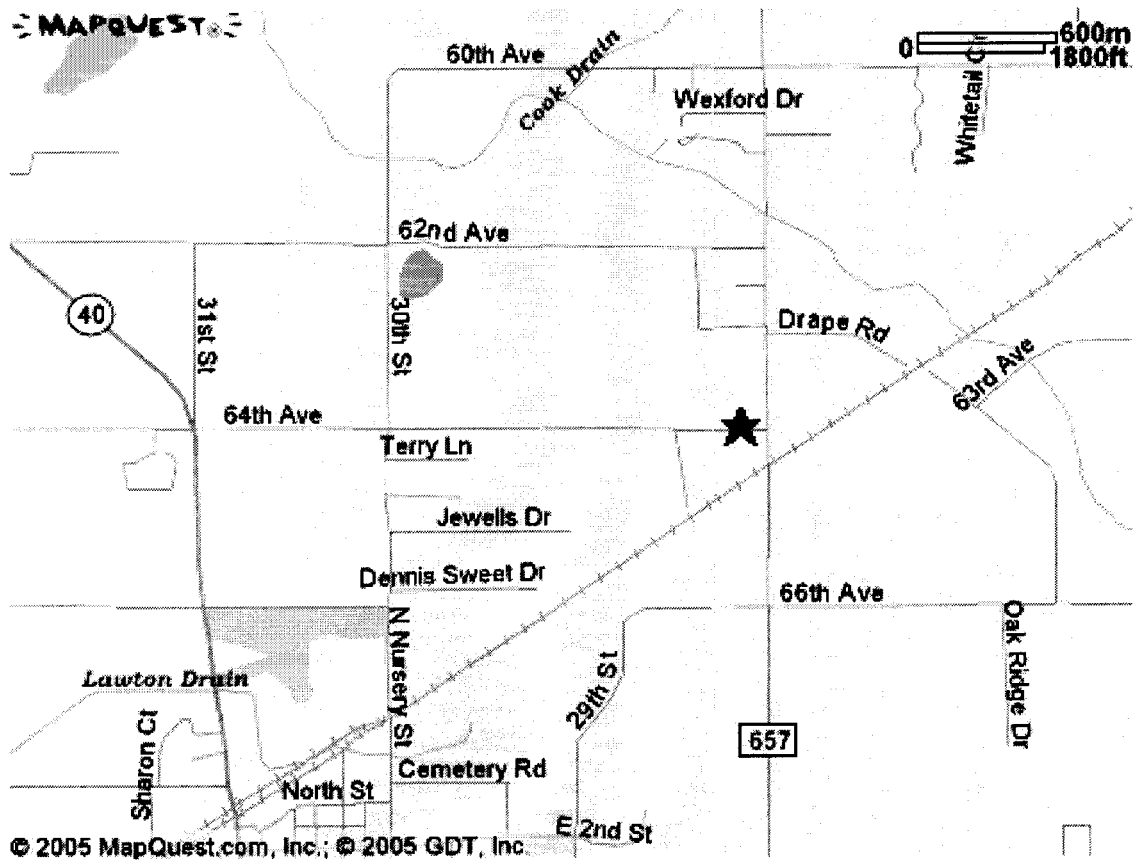 MAPQUEST
60th Ave
0
600m
1800ft
Cook Drain
Wexford Dr
62nd Ave
40
31st St
30th St
Drape Rd
63rd Ave
64th Ave
Terry Ln
Jewells Dr
Dennis Sweet Dr
66th Ave
N Nursery St
Oak Ridge Dr
Lawton Drain
29th St
Sharon Ct
657
Cemetery Rd
North St
E 2nd St
© 2005 MapQuest.com, Inc.; © 2005 GDT, Inc.
Whitetail